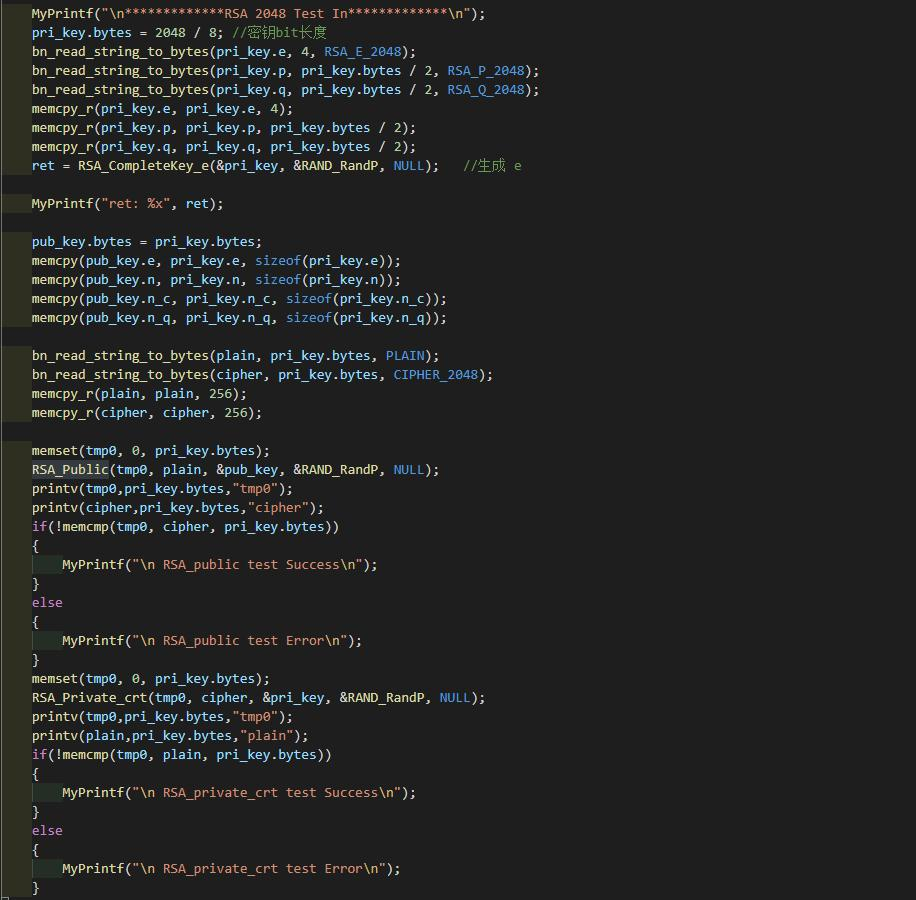 MyPrintf("\n*************RSA 2048 Test In*************\n");
pri_key.bytes = 2048 / 8; //密钥bit长度
bn_read_string_to_bytes(pri_key.e, 4, RSA_E_2048);
bn_read_string_to_bytes(pri_key.p, pri_key.bytes / 2, RSA_P_2048);
bn_read_string_to_bytes(pri_key.q, pri_key.bytes / 2, RSA_Q_2048);
memcpy_r(pri_key.e, pri_key.e, 4);
memcpy_r(pri_key.p, pri_key.p, pri_key.bytes / 2);
memcpy_r(pri_key.q, pri_key.q, pri_key.bytes / 2);
ret = RSA_CompleteKey_e(&pri_key, &RAND_RandP, NULL);   //生成 e
MyPrintf("ret: %x", ret);
pub_key.bytes = pri_key.bytes;
memcpy(pub_key.e, pri_key.e, sizeof(pri_key.e));
memcpy(pub_key.n, pri_key.n, sizeof(pri_key.n));
memcpy(pub_key.n_c, pri_key.n_c, sizeof(pri_key.n_c));
memcpy(pub_key.n_q, pri_key.n_q, sizeof(pri_key.n_q));
bn_read_string_to_bytes(plain, pri_key.bytes, PLAIN);
bn_read_string_to_bytes(cipher, pri_key.bytes, CIPHER_2048);
memcpy_r(plain, plain, 256);
memcpy_r(cipher, cipher, 256);
memset(tmp0, 0, pri_key.bytes);
RSA_Public(tmp0, plain, &pub_key, &RAND_RandP, NULL);
printv(tmp0,pri_key.bytes,"tmp0");
printv(cipher,pri_key.bytes,"cipher");
if(!memcmp(tmp0, cipher, pri_key.bytes))
{
MyPrintf("\n RSA_public test Success\n");
}
else
{
MyPrintf("\n RSA_public test Error\n");
}
memset(tmp0, 0, pri_key.bytes);
RSA_Private_crt(tmp0, cipher, &pri_key, &RAND_RandP, NULL);
printv(tmp0,pri_key.bytes,"tmp0");
printv(plain,pri_key.bytes,"plain");
if(!memcmp(tmp0, plain, pri_key.bytes))
{
MyPrintf("\n RSA_private_crt test Success\n");
}
else
{
MyPrintf("\n RSA_private_crt test Error\n");
}